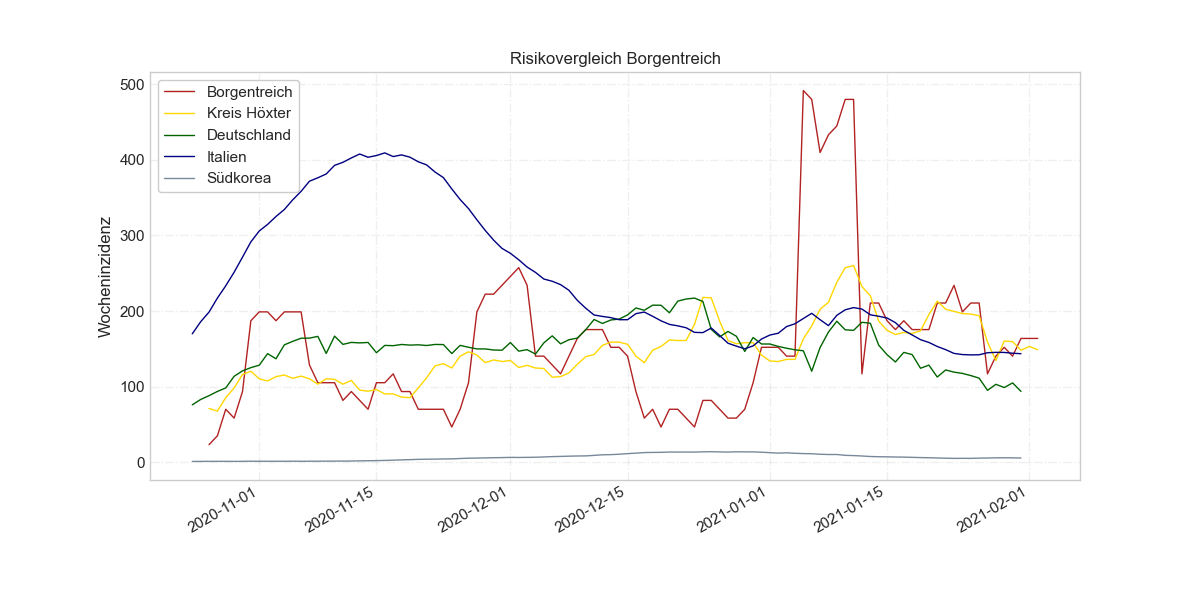 Risikovergleich Borgentreich
Wocheninzidenz
500
400
300
200
100
0
Borgentreich
Kreis Höxter
Deutschland
Italien
Südkorea
2020-11-01
2020-11-15
2020-12-01
2020-12-15
2021-01-01
2021-01-15
2021-02-01